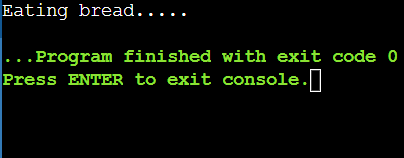 Eating bread.....
...Program finished with exit code 0
Press ENTER to exit console.